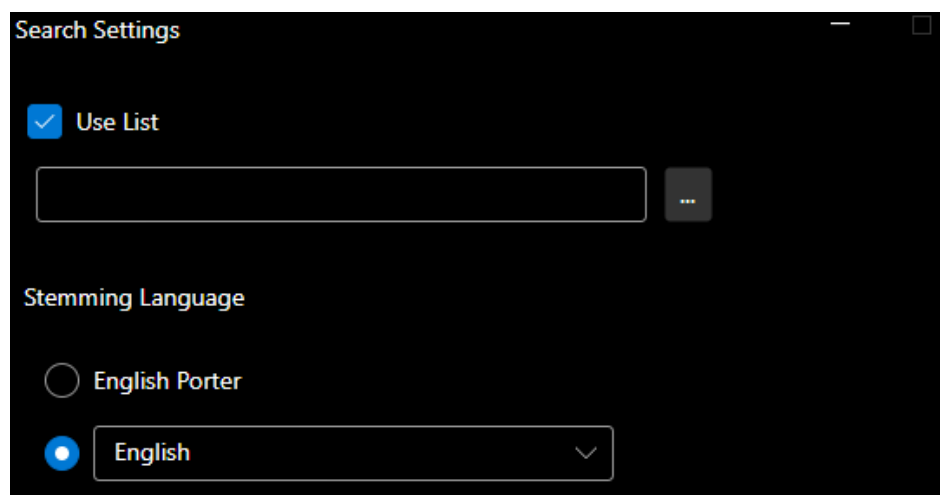 Search Settings
Use List
...
Stemming Language
English Porter
English